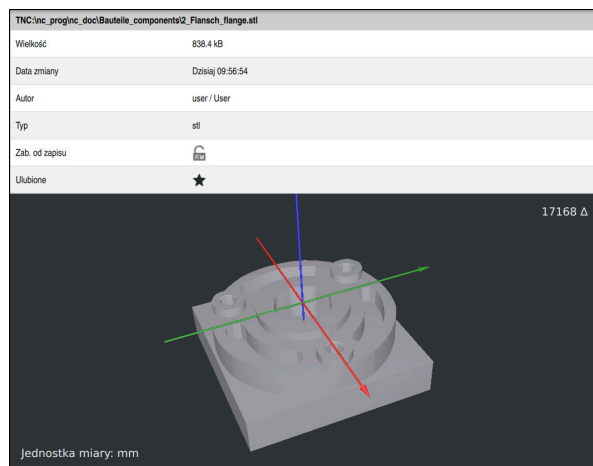 TNC:\nc_prog\nc_doc\Bauteile_components\2_Flansch_flange.stl
Wielkość 838.4 kB
Data zmiany Dzisiaj 09:56:54
Autor user / User
Typ stl
Zab. od zapisu
Ulubione
17168 Δ
Jednostka miary: mm